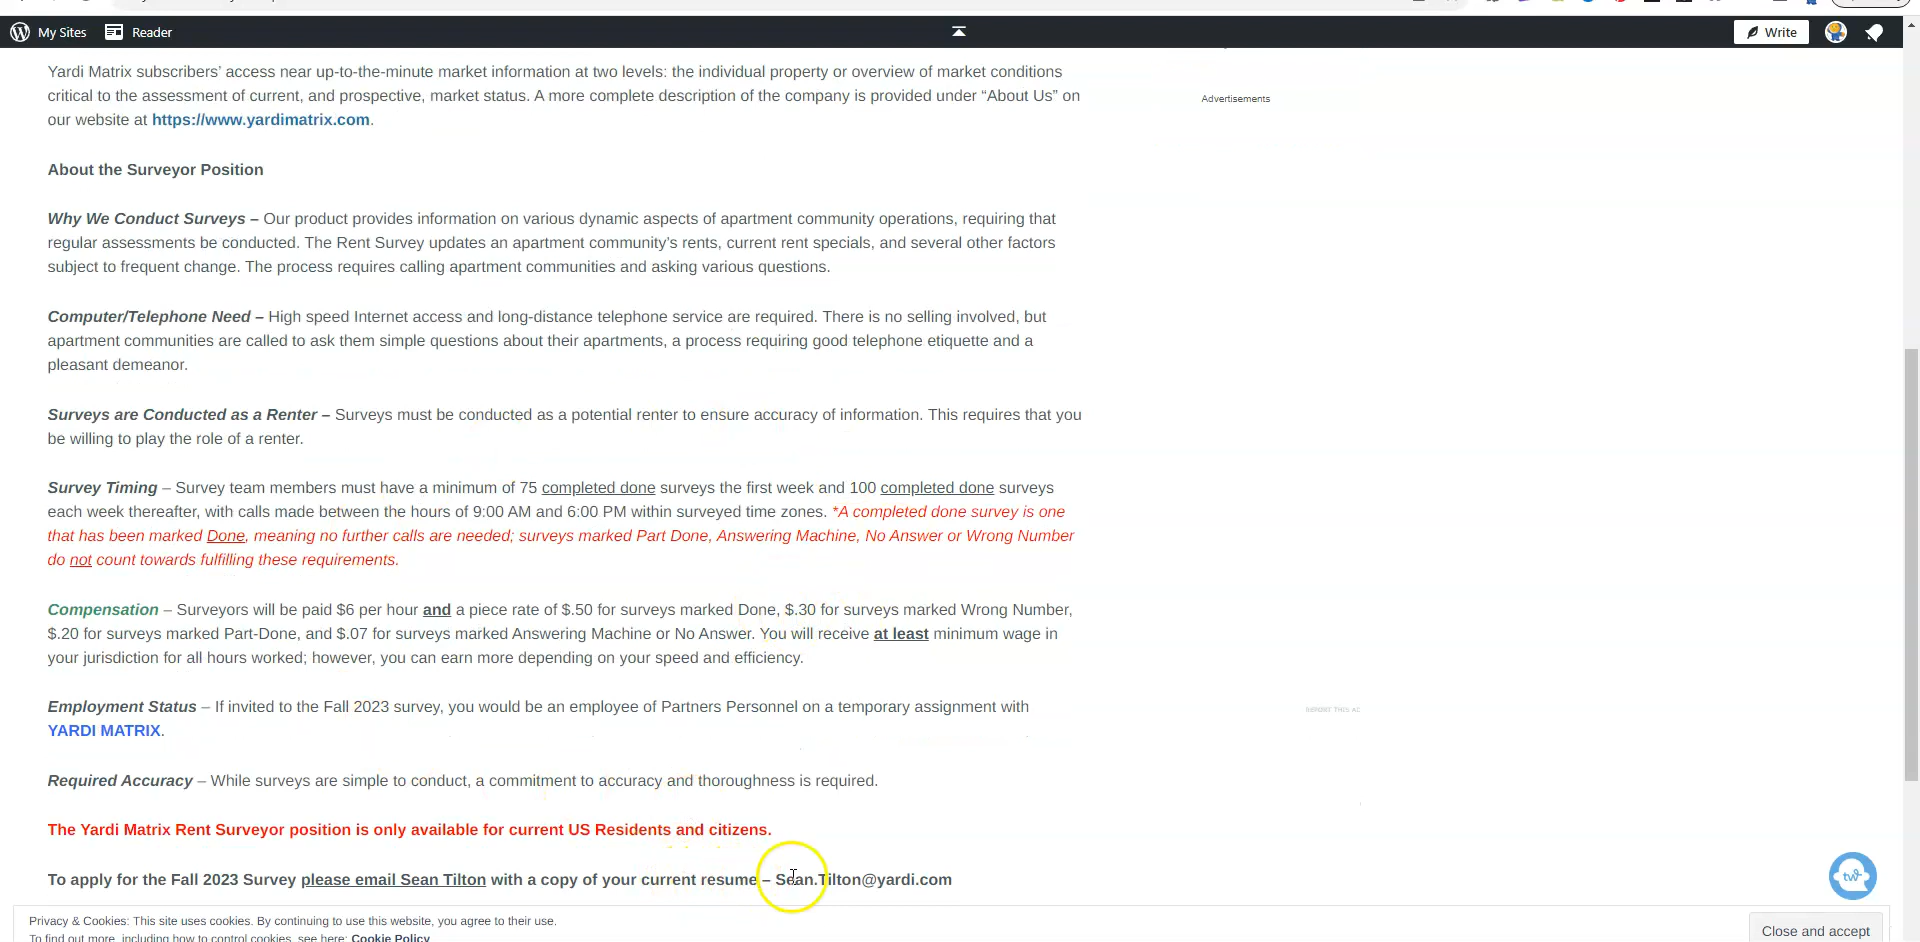 My Sites Reader Write
Yardi Matrix subscribers’ access near up-to-the-minute market information at two levels: the individual property or overview of market conditions
critical to the assessment of current, and prospective, market status. A more complete description of the company is provided under “About Us” on
our website at https://www.yardimatrix.com.
Advertisements
About the Surveyor Position
Why We Conduct Surveys – Our product provides information on various dynamic aspects of apartment community operations, requiring that
regular assessments be conducted. The Rent Survey updates an apartment community’s rents, current rent specials, and several other factors
subject to frequent change. The process requires calling apartment communities and asking various questions.
Computer/Telephone Need – High speed Internet access and long-distance telephone service are required. There is no selling involved, but
apartment communities are called to ask them simple questions about their apartments, a process requiring good telephone etiquette and a
pleasant demeanor.
Surveys are Conducted as a Renter – Surveys must be conducted as a potential renter to ensure accuracy of information. This requires that you
be willing to play the role of a renter.
Survey Timing – Survey team members must have a minimum of 75 completed done surveys the first week and 100 completed done surveys
each week thereafter, with calls made between the hours of 9:00 AM and 6:00 PM within surveyed time zones. *A completed done survey is one
that has been marked Done, meaning no further calls are needed; surveys marked Part Done, Answering Machine, No Answer or Wrong Number
do not count towards fulfilling these requirements.
Compensation – Surveyors will be paid $6 per hour and a piece rate of $.50 for surveys marked Done, $.30 for surveys marked Wrong Number,
$.20 for surveys marked Part-Done, and $.07 for surveys marked Answering Machine or No Answer. You will receive at least minimum wage in
your jurisdiction for all hours worked; however, you can earn more depending on your speed and efficiency.
Employment Status – If invited to the Fall 2023 survey, you would be an employee of Partners Personnel on a temporary assignment with
YARDI MATRIX.
REPORT THIS AD
Required Accuracy – While surveys are simple to conduct, a commitment to accuracy and thoroughness is required.
The Yardi Matrix Rent Surveyor position is only available for current US Residents and citizens.
To apply for the Fall 2023 Survey please email Sean Tilton with a copy of your current resume – Sean.Tilton@yardi.com
Privacy & Cookies: This site uses cookies. By continuing to use this website, you agree to their use.
To find out more, including how to control cookies, see here: Cookie Policy
Close and accept